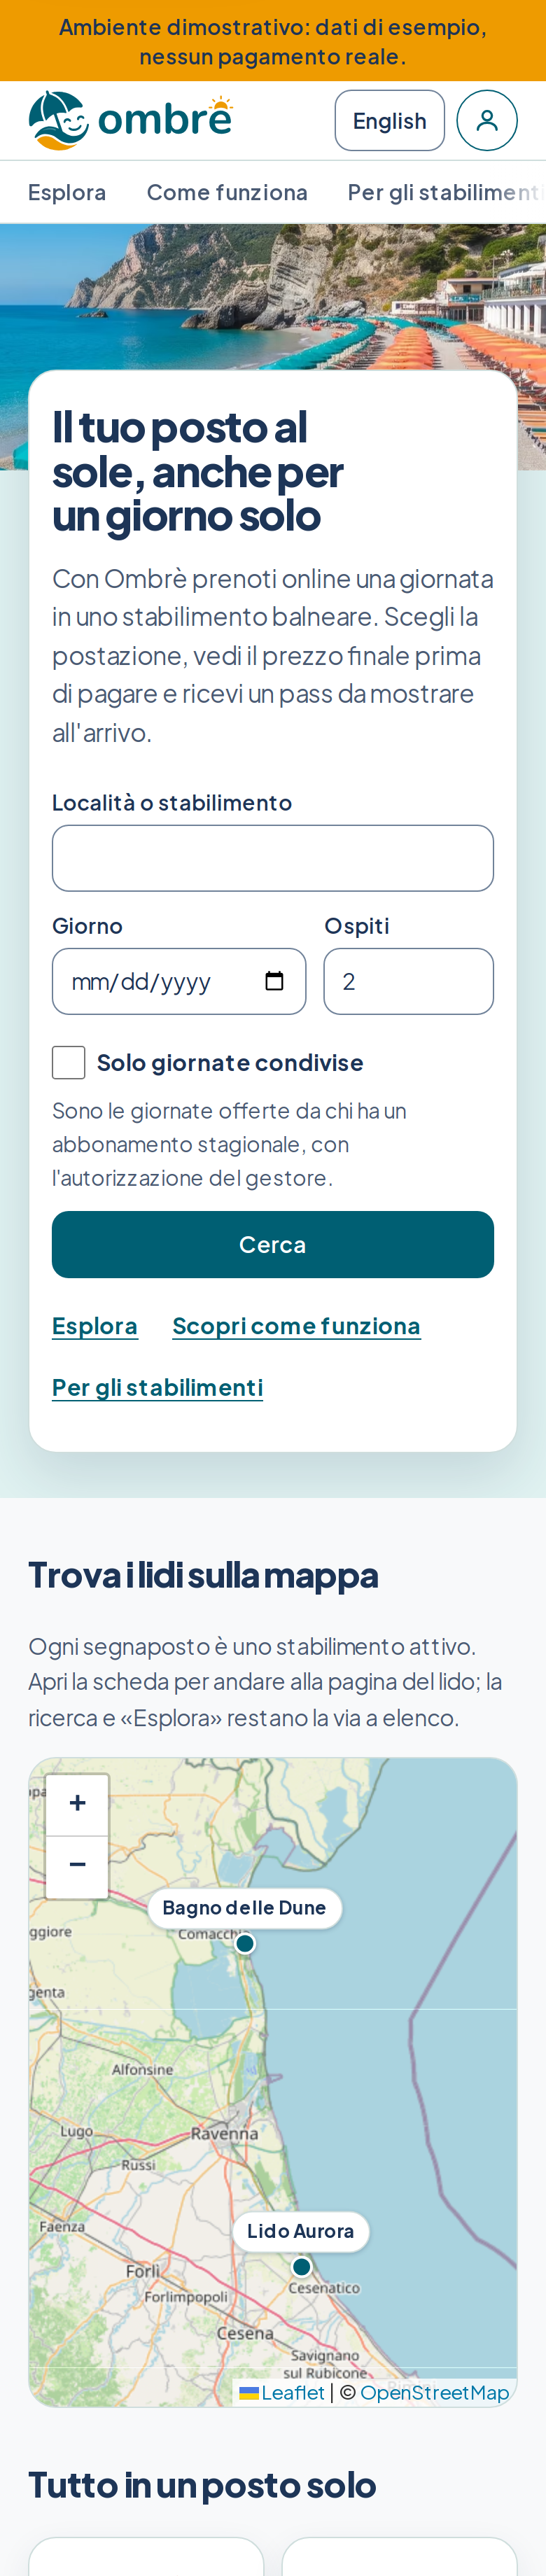 Ambiente dimostrativo: dati di esempio,
nessun pagamento reale.
ombrè
English
Esplora
Come funziona
Per gli stabilimenti
Il tuo posto al
sole, anche per
un giorno solo
Con Ombrè prenoti online una giornata
in uno stabilimento balneare. Scegli la
postazione, vedi il prezzo finale prima
di pagare e ricevi un pass da mostrare
all'arrivo.
Località o stabilimento
Giorno
Ospiti
mm/dd/yyyy
2
Solo giornate condivise
Sono le giornate offerte da chi ha un
abbonamento stagionale, con
l'autorizzazione del gestore.
Cerca
Esplora
Scopri come funziona
Per gli stabilimenti
Trova i lidi sulla mappa
Ogni segnaposto è uno stabilimento attivo.
Apri la scheda per andare alla pagina del lido; la
ricerca e «Esplora» restano la via a elenco.
+
−
Bagno delle Dune
Comacchio
ggiore
genta
Alfonsine
Lugo
Ravenna
Russi
Lido Aurora
Faenza
Forlì
Cesenatico
Forlimpopoli
Cesena
Savignano
sul Rubicone
Leaflet | © OpenStreetMap
Tutto in un posto solo